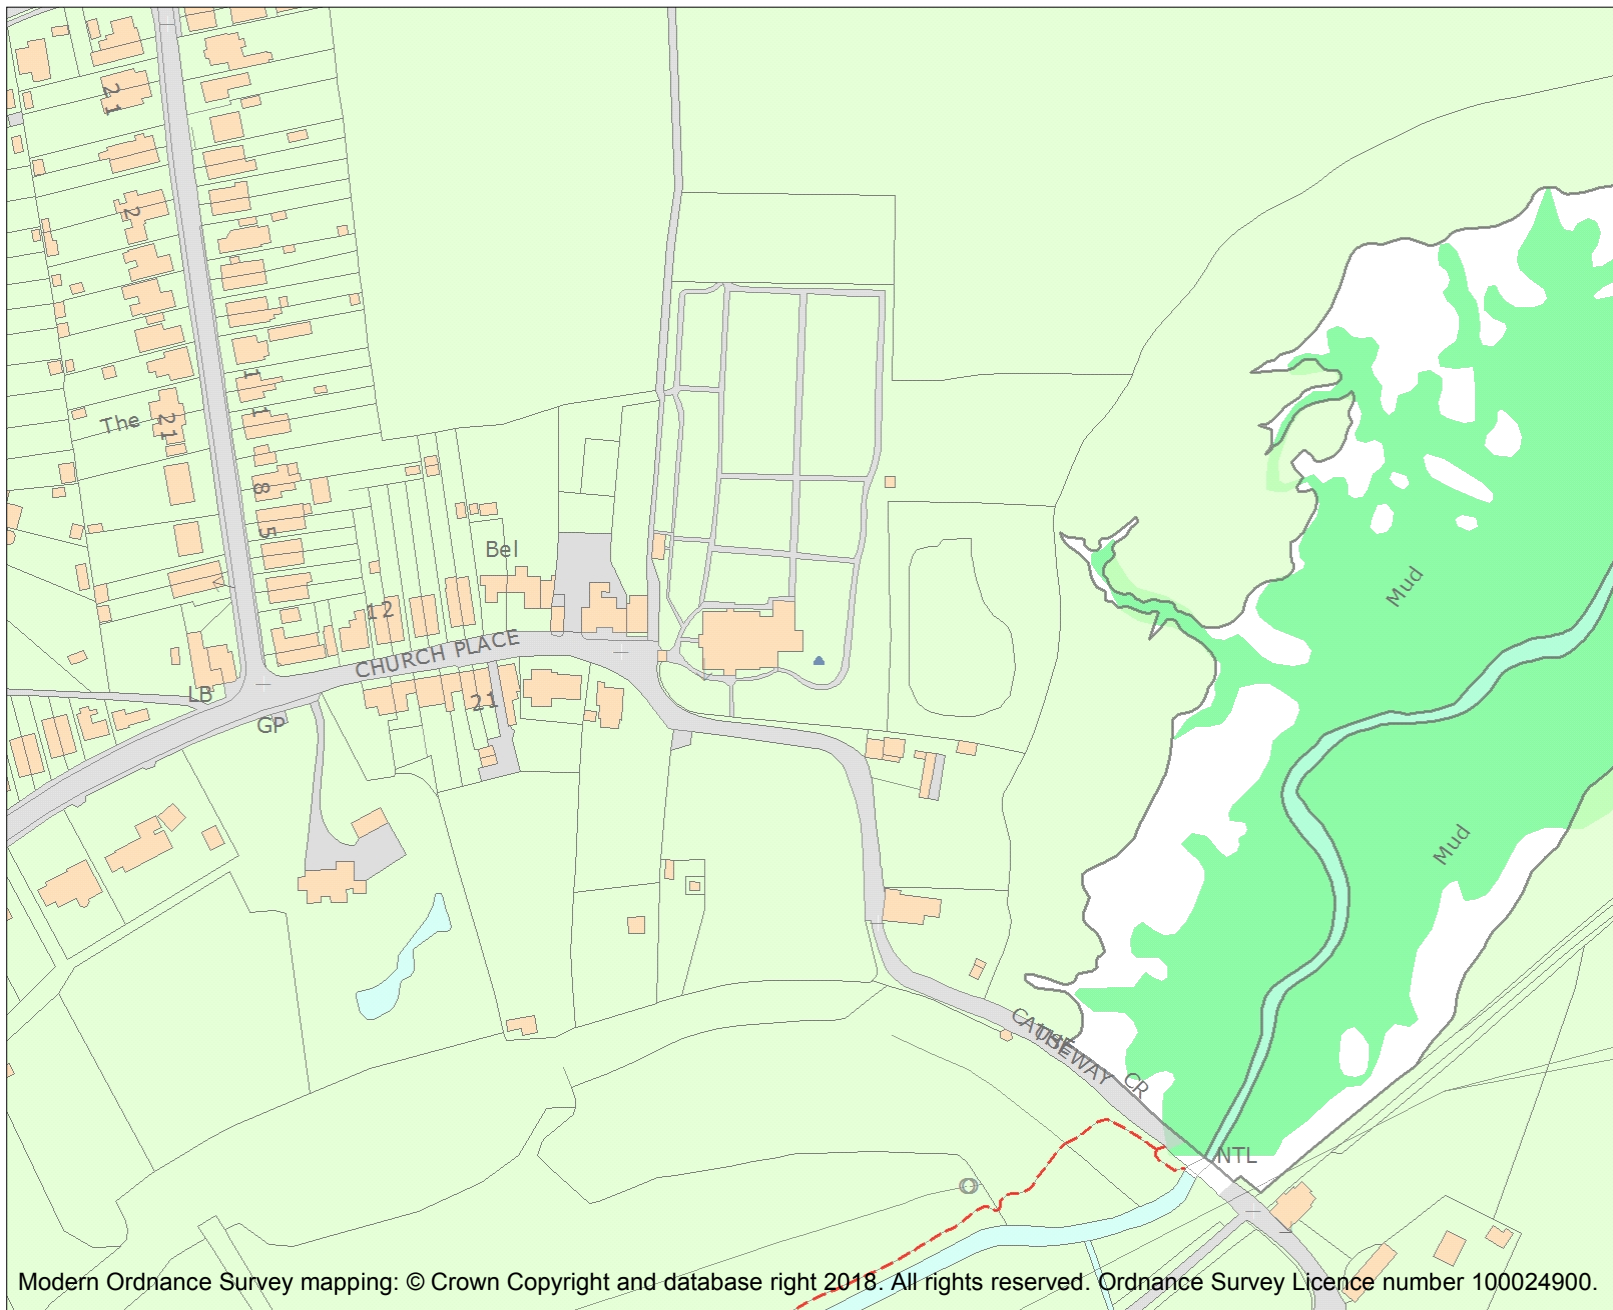 21
2
The
21
1
1
8
5
Bel
12
CHURCH PLACE
LB
21
GP
Mud
Mud
CAUSEWAY
CR
NTL
Modern Ordnance Survey mapping: © Crown Copyright and database right 2018. All rights reserved. Ordnance Survey Licence number 100024900.